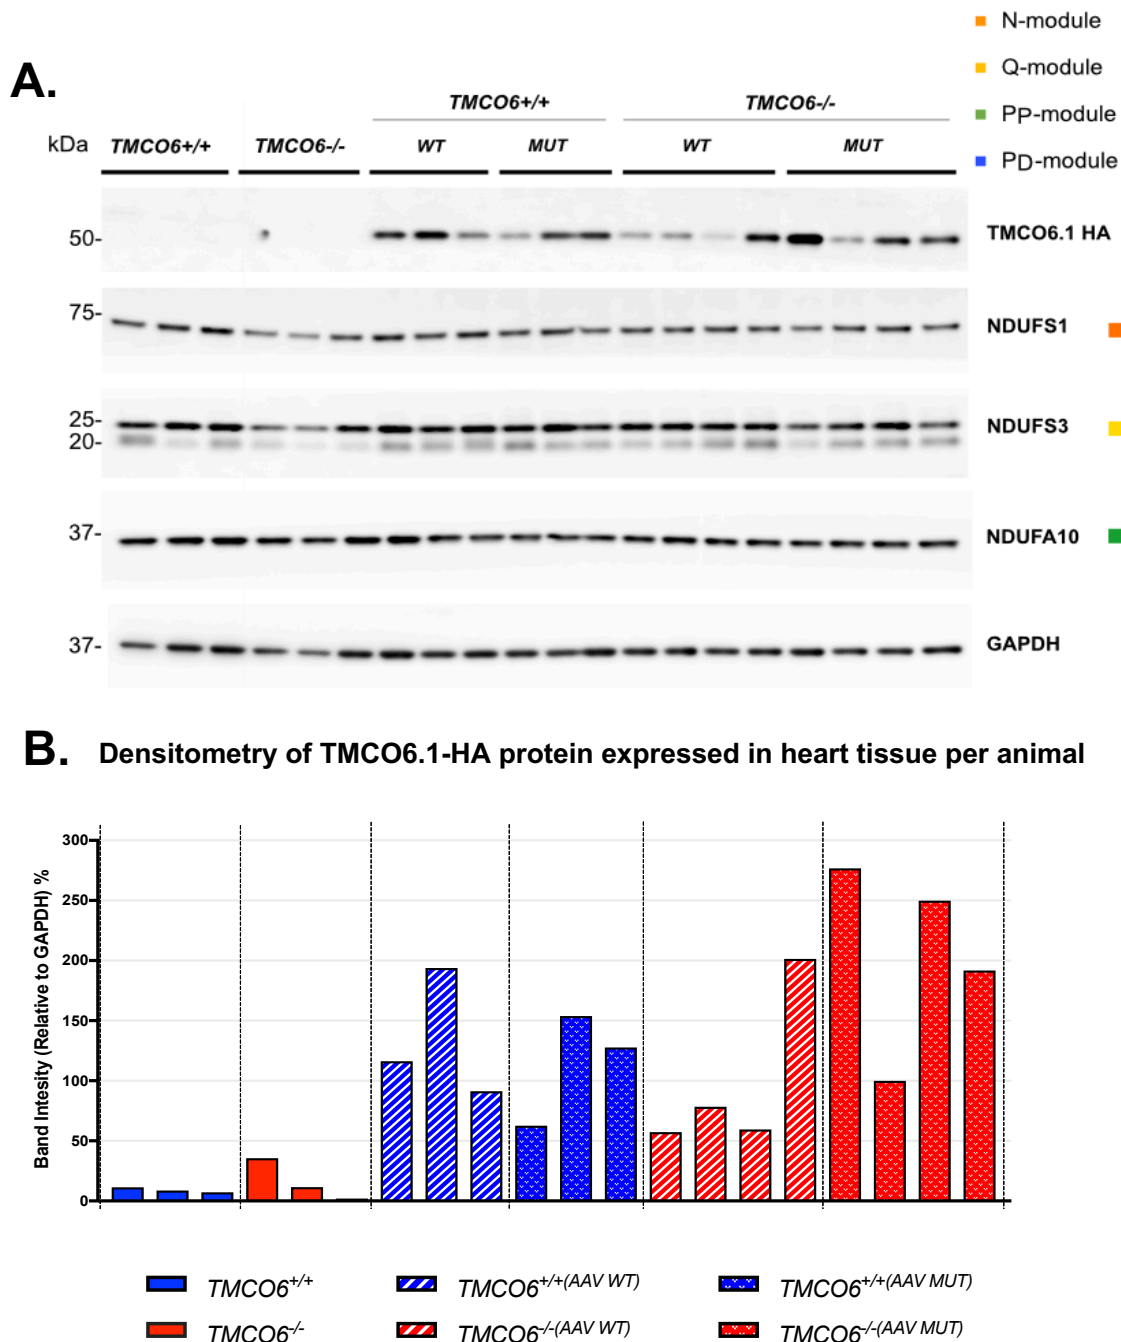 N-module
Q-module
PP-module
PD-module
A.
TMCO6+/+ TMCO6-/-
kDa TMCO6+/+ TMCO6-/- WT MUT WT MUT
50- TMCO6.1 HA
75- NDUFS1
25- NDUFS3
20-
37- NDUFA10
37- GAPDH
B. Densitometry of TMCO6.1-HA protein expressed in heart tissue per animal
Band Intesity (Relative to GAPDH) %
300
250
200
150
100
50
0
TMCO6+/+ TMCO6+/+(AAV WT) TMCO6+/+(AAV MUT)
TMCO6-/- TMCO6-/-(AAV WT) TMCO6-/-(AAV MUT)